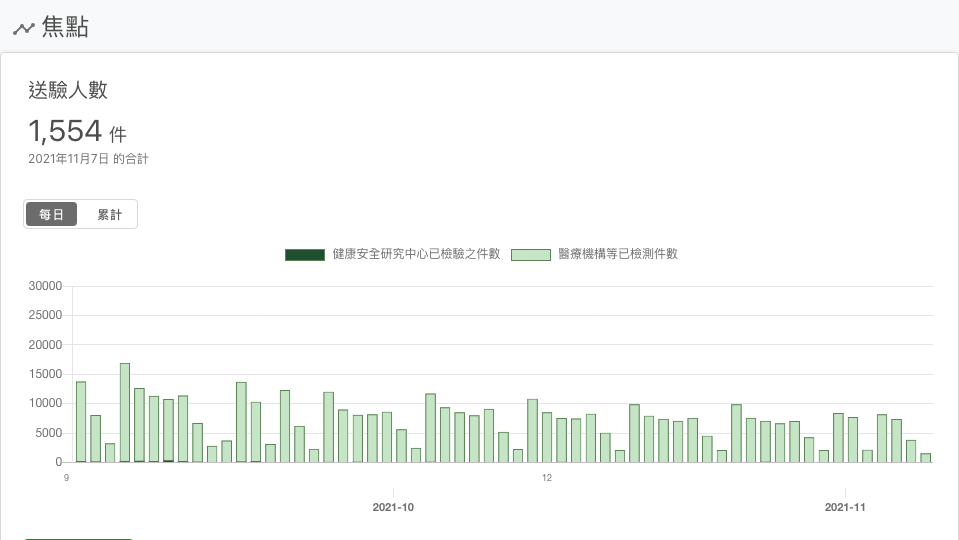 焦點
送驗人數
1,554 件
2021年11月7日 的合計
每日 累計
健康安全研究中心已檢驗之件數 醫療機構等已檢測件數
30000
25000
20000
15000
10000
5000
0
9 12
2021-10 2021-11